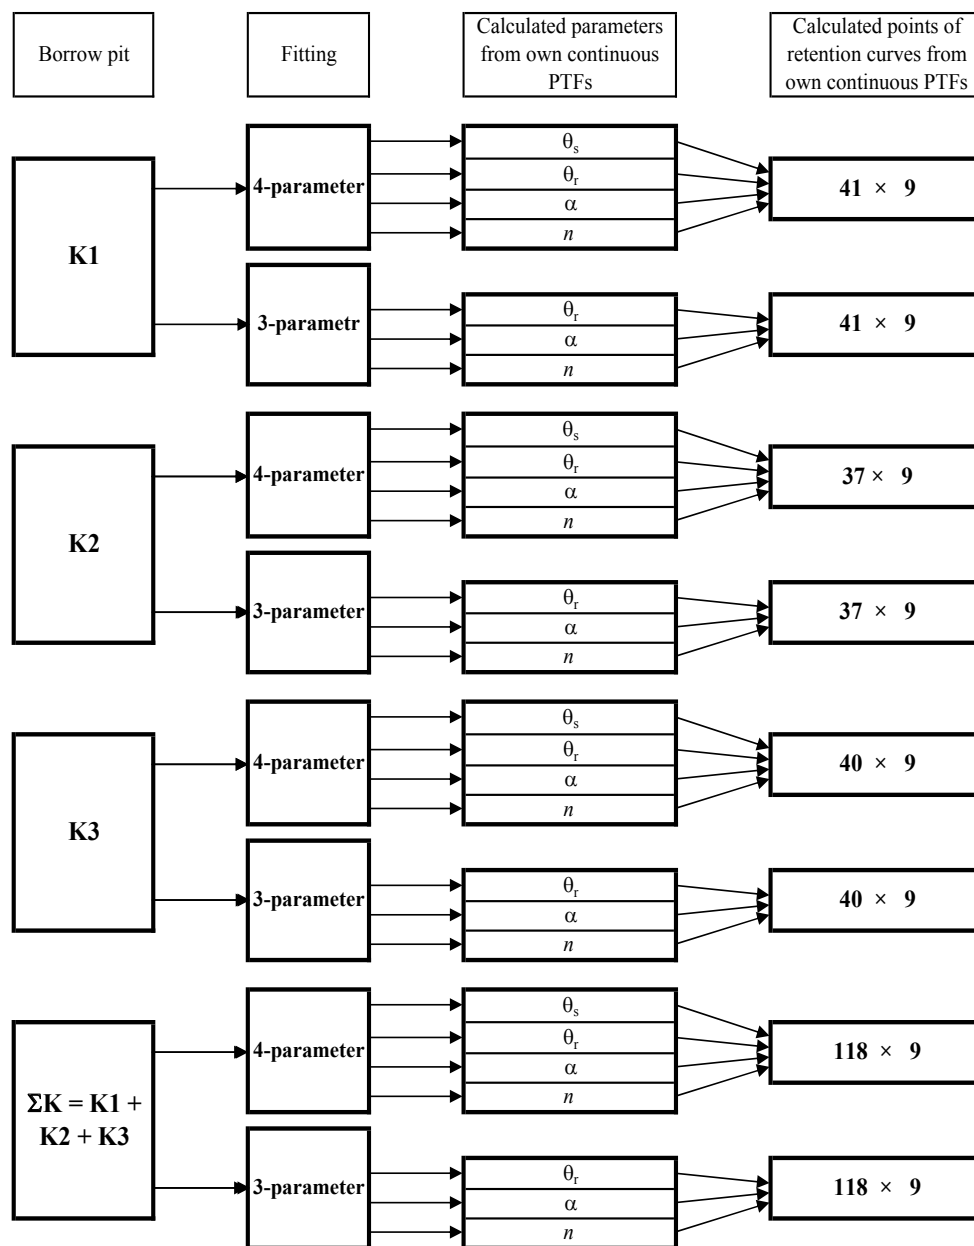 Borrow pit
Fitting
Calculated parameters
from own continuous
PTFs
Calculated points of
retention curves from
own continuous PTFs
K1
4-parameter
θs
θr
α
n
41 × 9
3-parametr
θr
α
n
41 × 9
K2
4-parameter
θs
θr
α
n
37 × 9
3-parameter
θr
α
n
37 × 9
K3
4-parameter
θs
θr
α
n
40 × 9
3-parameter
θr
α
n
40 × 9
ΣK = K1 +
K2 + K3
4-parameter
θs
θr
α
n
118 × 9
3-parameter
θr
α
n
118 × 9